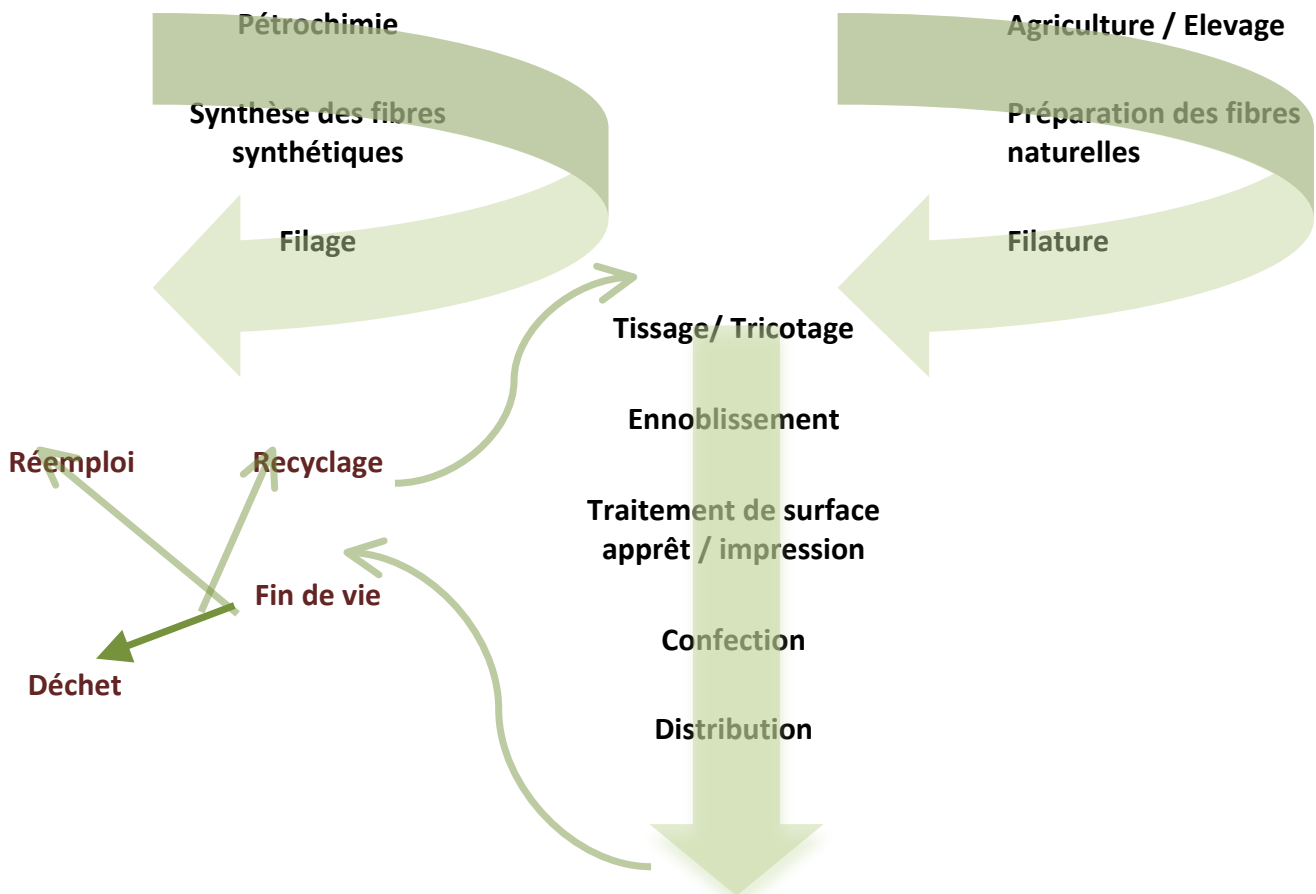 Pétrochimie
Synthèse des fibres
synthétiques
Filage
Agriculture / Elevage
Préparation des fibres
naturelles
Filature
Tissage/ Tricotage
Ennoblissement
Traitement de surface
apprêt / impression
Confection
Distribution
Réemploi
Recyclage
Fin de vie
Déchet